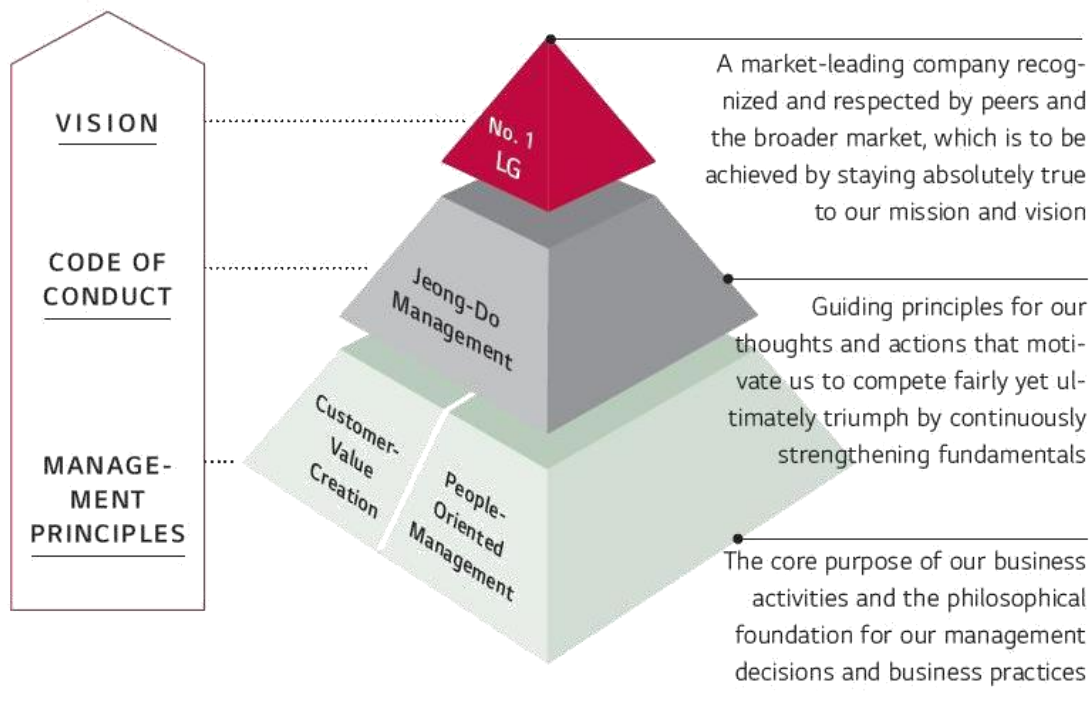 VISION
CODE OF
CONDUCT
MANAGE-
MENT
PRINCIPLES
No. 1
LG
Jeong-Do
Management
Customer-
Value
Creation
People-
Oriented
Management
A market-leading company recog-
nized and respected by peers and
the broader market, which is to be
achieved by staying absolutely true
to our mission and vision
Guiding principles for our
thoughts and actions that moti-
vate us to compete fairly yet ul-
timately triumph by continuously
strengthening fundamentals
The core purpose of our business
activities and the philosophical
foundation for our management
decisions and business practices